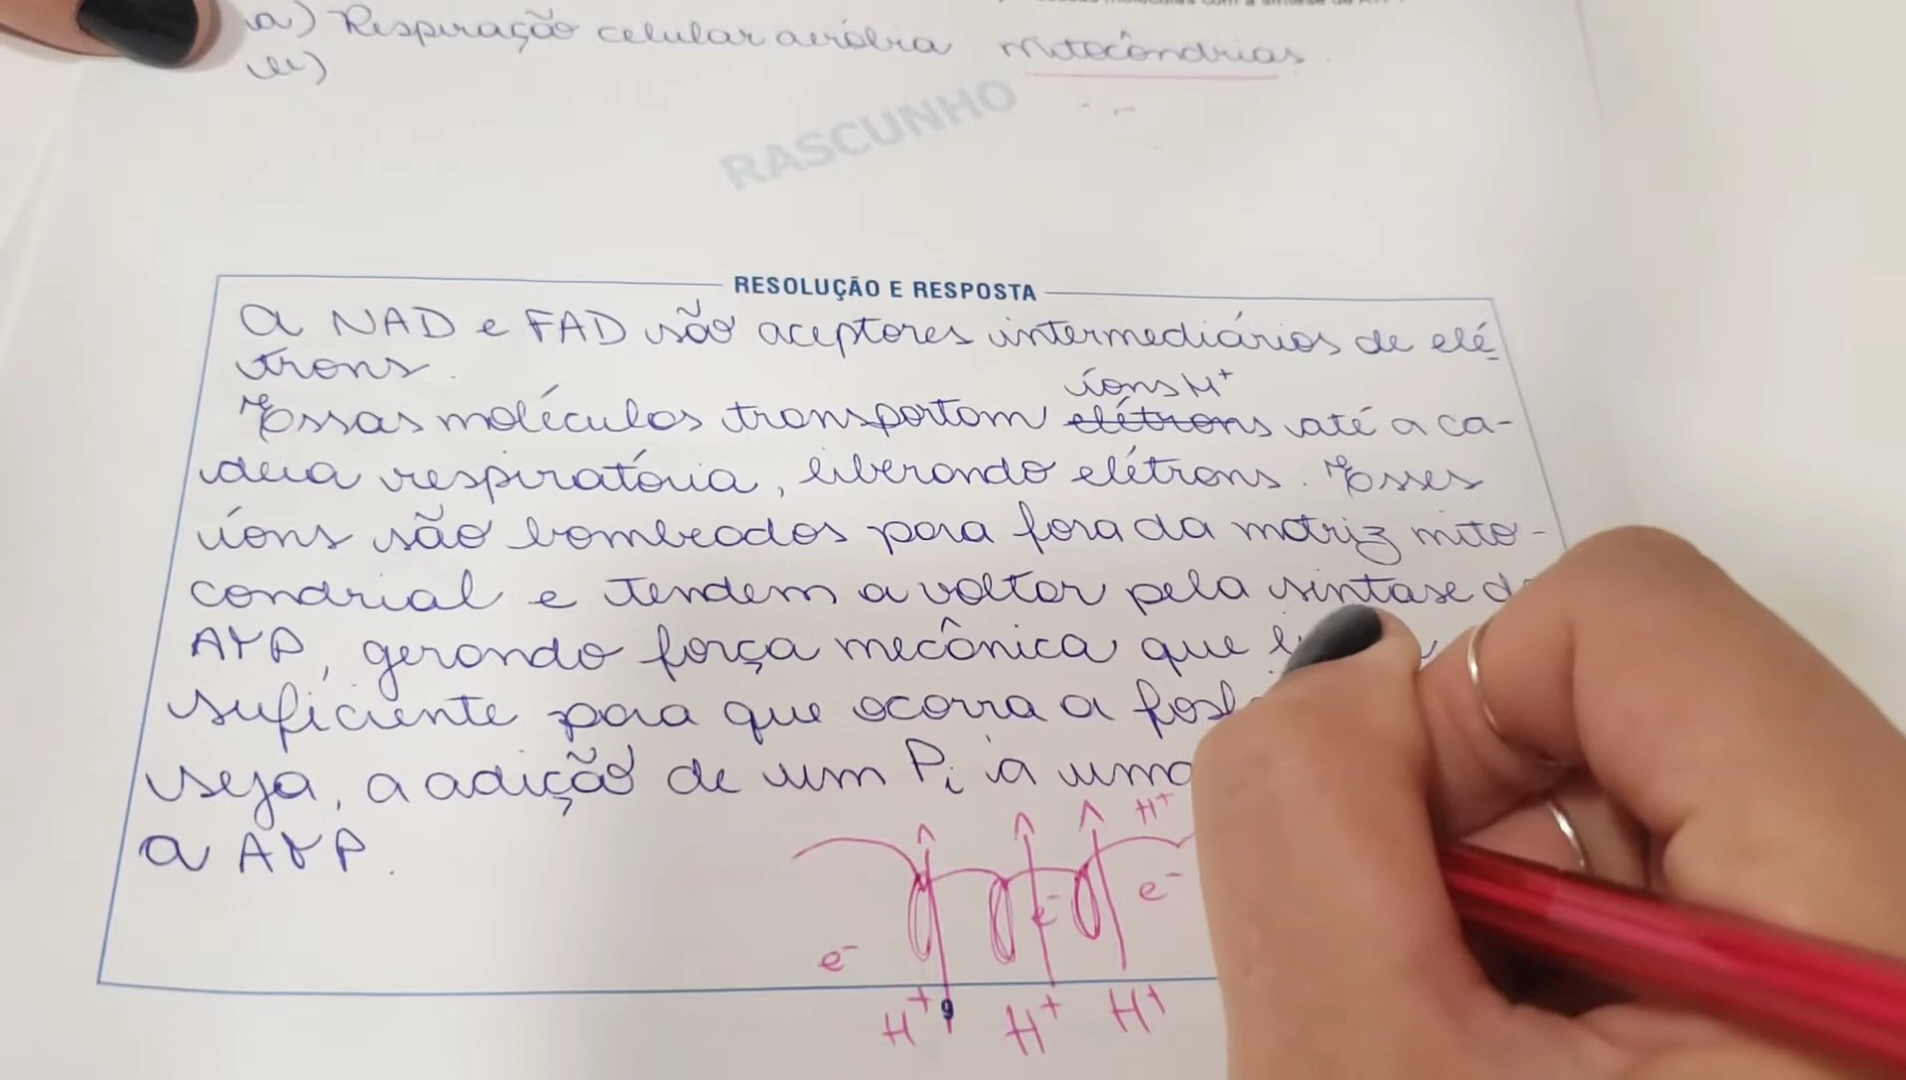 a) Respiração celular aeróbia mitocôndrias
RASCUNHO
RESOLUÇÃO E RESPOSTA
a NAD e FAD são aceptores intermediários de elé
trons.
íons H+
Essas moléculas transportam elétrons até a ca-
deia respiratória, liberando elétrons. Esses
íons são bombeados para fora da matriz mito-
condrial e tendem a voltar pela sintase
ATP, gerando força mecânica que
suficiente para que ocorra a
seja, a adição de um Pi a uma
a ATP.
H+
e- e-
e-
H+ 9 H+ H+